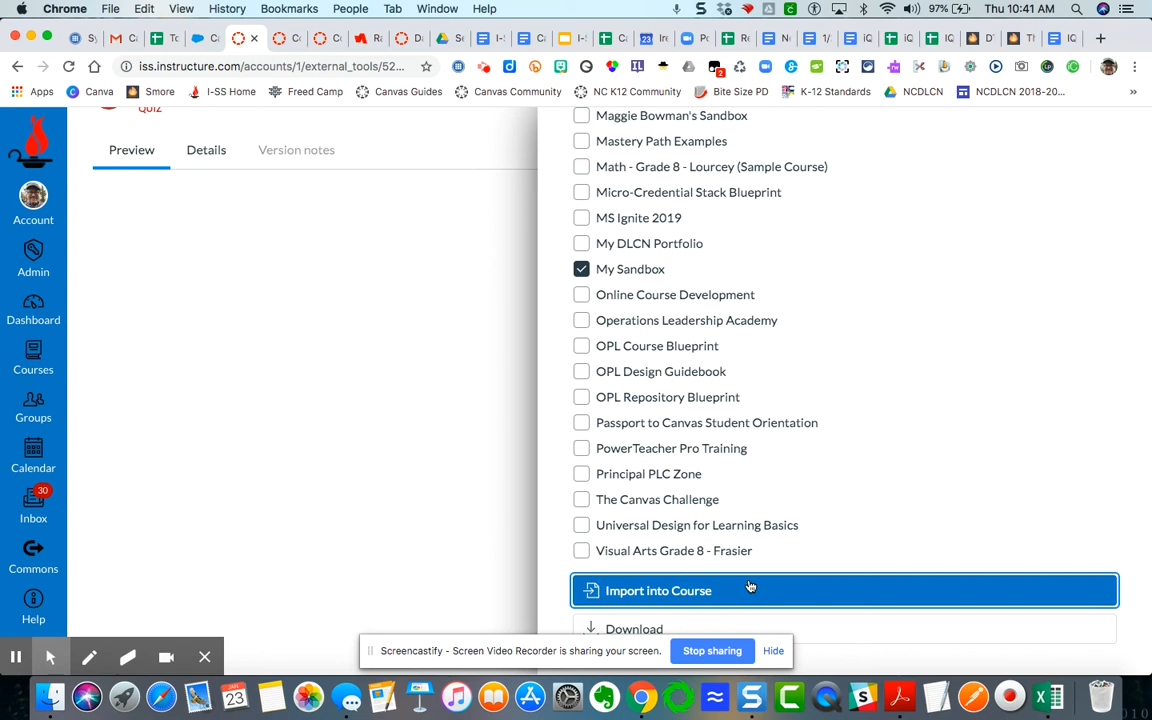 Chrome File Edit View History Bookmarks People Tab Window Help 97% Thu 10:41 AM
iss.instructure.com/accounts/1/external_tools/52...
Apps Canva Smore I-SS Home Freed Camp Canvas Guides Canvas Community NC K12 Community Bite Size PD K-12 Standards NCDLCN NCDLCN 2018-20... »
Quiz
Preview Details Version notes
Account
Admin
Dashboard
Courses
Groups
Calendar
30
Inbox
Commons
Help
Maggie Bowman's Sandbox
Mastery Path Examples
Math - Grade 8 - Lourcey (Sample Course)
Micro-Credential Stack Blueprint
MS Ignite 2019
My DLCN Portfolio
My Sandbox
Online Course Development
Operations Leadership Academy
OPL Course Blueprint
OPL Design Guidebook
OPL Repository Blueprint
Passport to Canvas Student Orientation
PowerTeacher Pro Training
Principal PLC Zone
The Canvas Challenge
Universal Design for Learning Basics
Visual Arts Grade 8 - Frasier
Import into Course
Download
Screencastify - Screen Video Recorder is sharing your screen. Stop sharing Hide
JAN
23